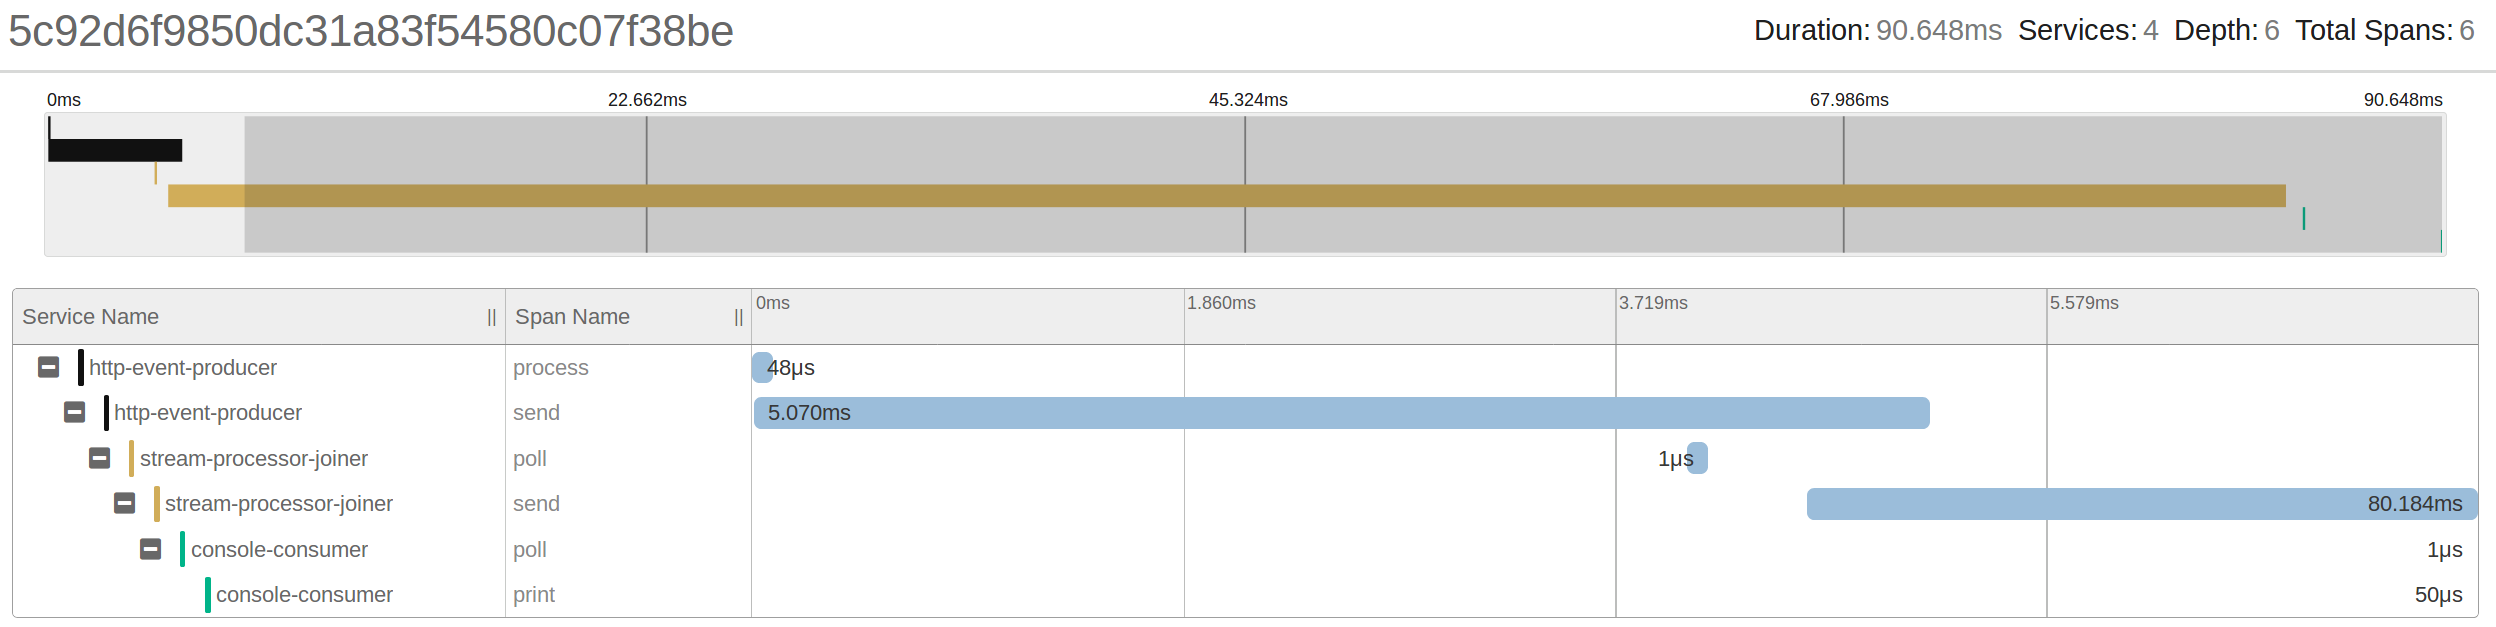 5c92d6f9850dc31a83f54580c07f38be Duration: 90.648ms Services: 4 Depth: 6 Total Spans: 6
0ms 22.662ms 45.324ms 67.986ms 90.648ms
Service Name || Span Name || 0ms 1.860ms 3.719ms 5.579ms
http-event-producer process 48μs
http-event-producer send 5.070ms
stream-processor-joiner poll 1μs
stream-processor-joiner send 80.184ms
console-consumer poll 1μs
console-consumer print 50μs